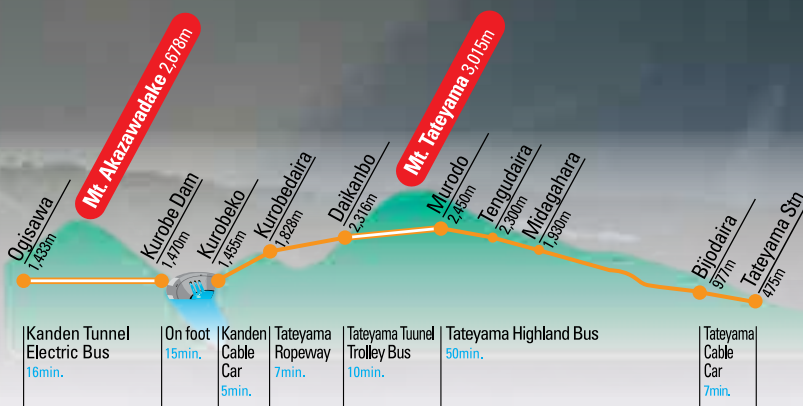 Mt. Akazawadake 2,678m
Mt. Tateyama 3,015m
Ogisawa
1,433m
Kurobe Dam
1,470m
Kurobeko
1,455m
Kurobedaira
1,828m
Daikanbo
2,316m
Murodo
2,450m
Tengudaira
2,300m
Midagahara
1,930m
Bijodaira
977m
Tateyama Stn.
475m
Kanden Tunnel
Electric Bus
16min.
On foot
15min.
Kanden
Cable
Car
5min.
Tateyama
Ropeway
7min.
Tateyama Tuunel
Trolley Bus
10min.
Tateyama Highland Bus
50min.
Tateyama
Cable
Car
7min.